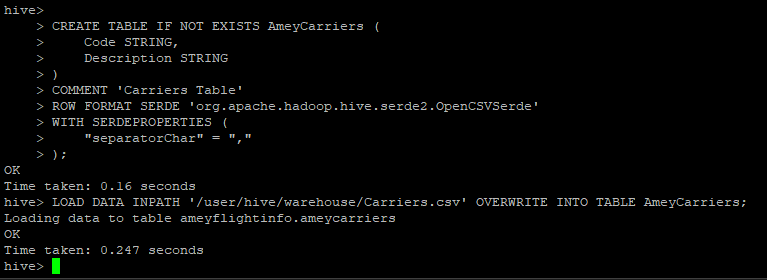 hive>
    > CREATE TABLE IF NOT EXISTS AmeyCarriers (
    >     Code STRING,
    >     Description STRING
    > )
    > COMMENT 'Carriers Table'
    > ROW FORMAT SERDE 'org.apache.hadoop.hive.serde2.OpenCSVSerde'
    > WITH SERDEPROPERTIES (
    >     "separatorChar" = ","
    > );
OK
Time taken: 0.16 seconds
hive> LOAD DATA INPATH '/user/hive/warehouse/Carriers.csv' OVERWRITE INTO TABLE AmeyCarriers;
Loading data to table ameyflightinfo.ameycarriers
OK
Time taken: 0.247 seconds
hive>